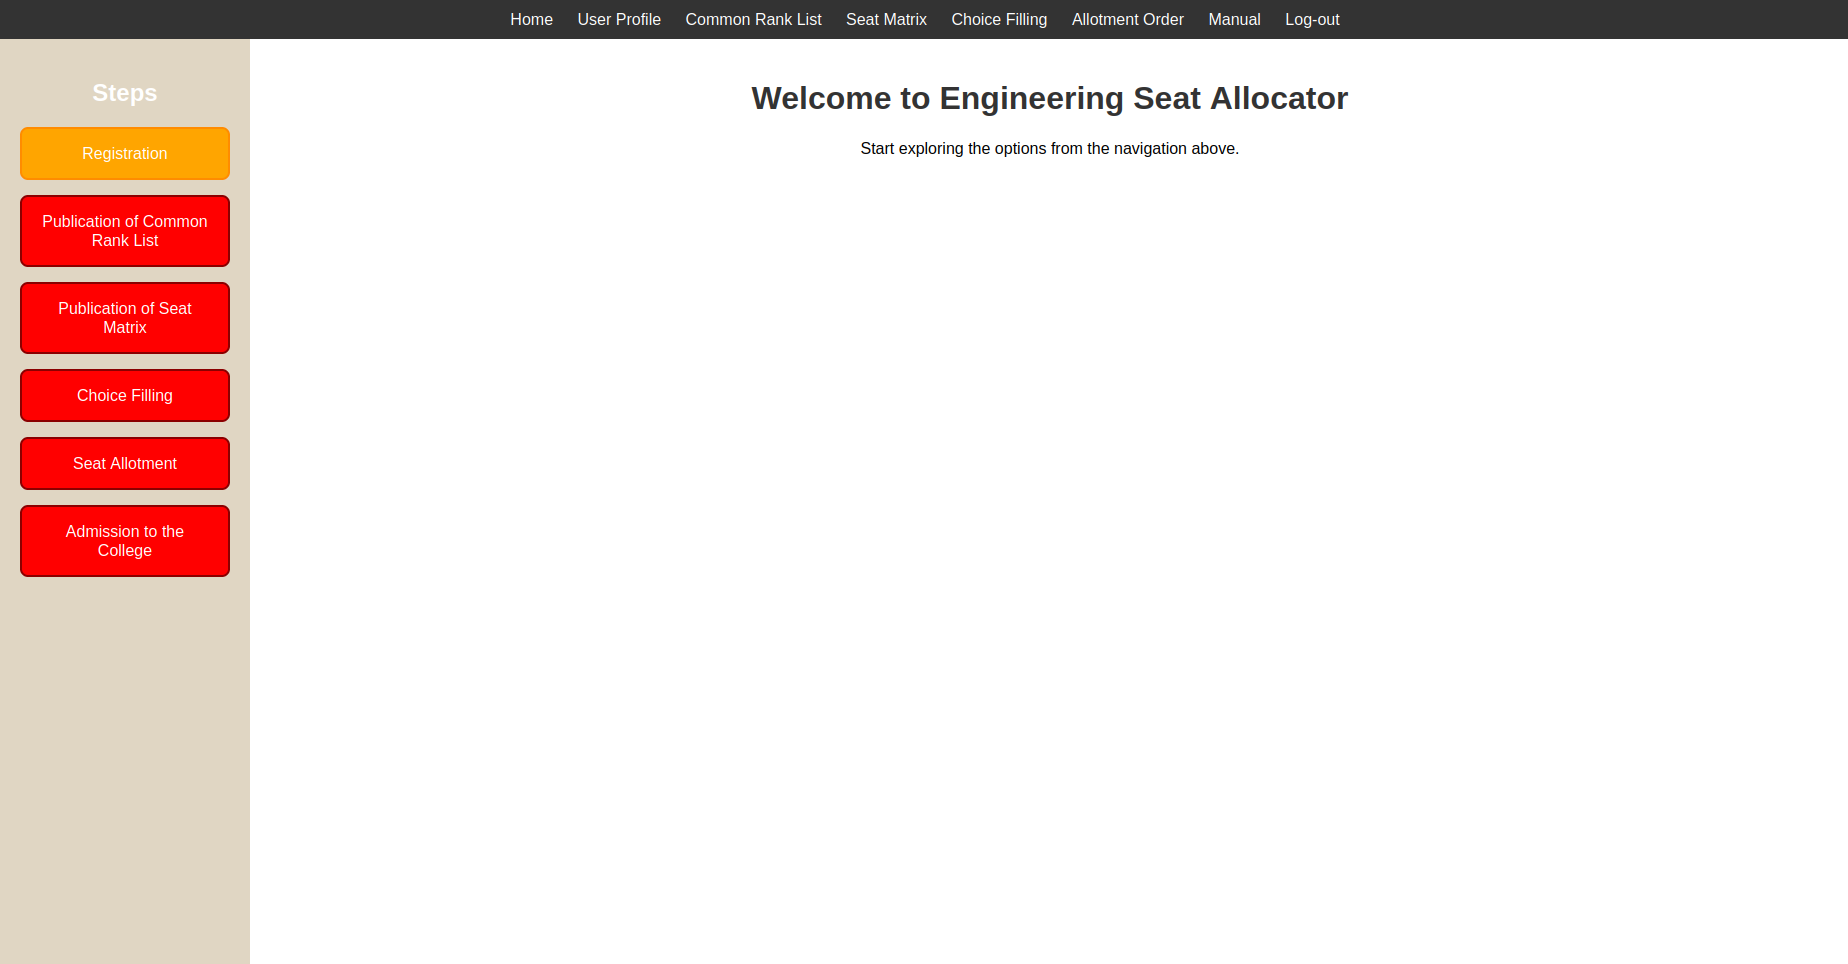 Home User Profile Common Rank List Seat Matrix Choice Filling Allotment Order Manual Log-out
Steps
Registration
Publication of Common
Rank List
Publication of Seat
Matrix
Choice Filling
Seat Allotment
Admission to the
College
Welcome to Engineering Seat Allocator
Start exploring the options from the navigation above.